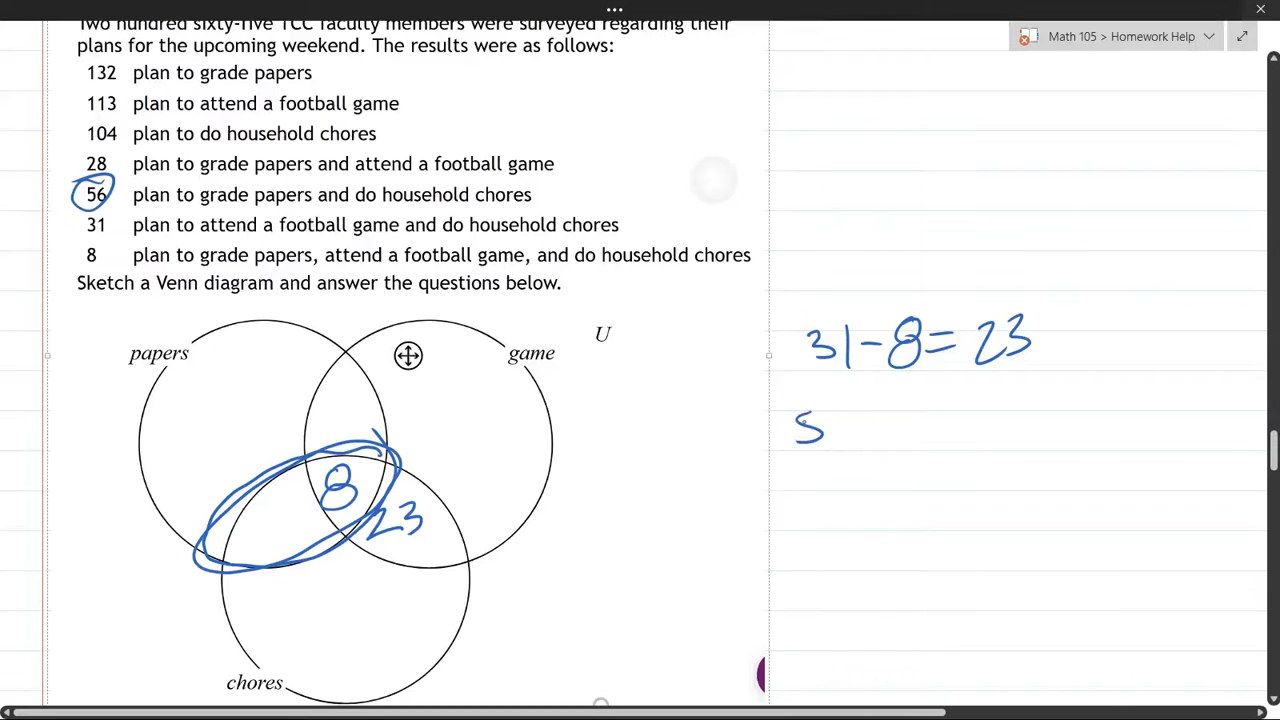 Two hundred sixty-five TCC faculty members were surveyed regarding their
plans for the upcoming weekend. The results were as follows:
132 plan to grade papers
113 plan to attend a football game
104 plan to do household chores
28 plan to grade papers and attend a football game
56 plan to grade papers and do household chores
31 plan to attend a football game and do household chores
8 plan to grade papers, attend a football game, and do household chores
Sketch a Venn diagram and answer the questions below.
Math 105 > Homework Help
U
papers
game
31-8=23
5
8
23
chores